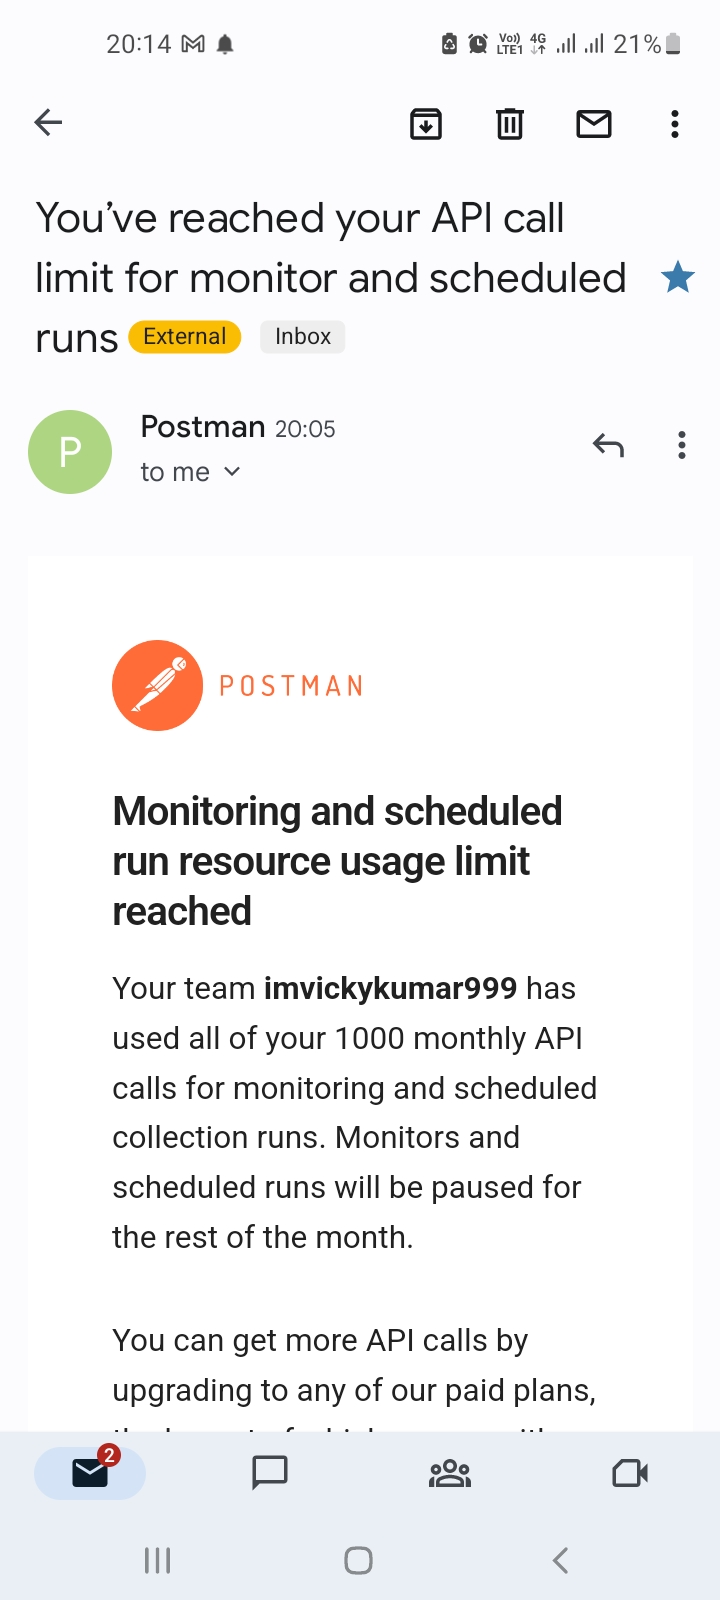 20:14
Vo)) LTE1 4G 21%
You’ve reached your API call
limit for monitor and scheduled
runs External Inbox
P
Postman 20:05
to me
POSTMAN
Monitoring and scheduled
run resource usage limit
reached
Your team imvickykumar999 has
used all of your 1000 monthly API
calls for monitoring and scheduled
collection runs. Monitors and
scheduled runs will be paused for
the rest of the month.
You can get more API calls by
upgrading to any of our paid plans,
2